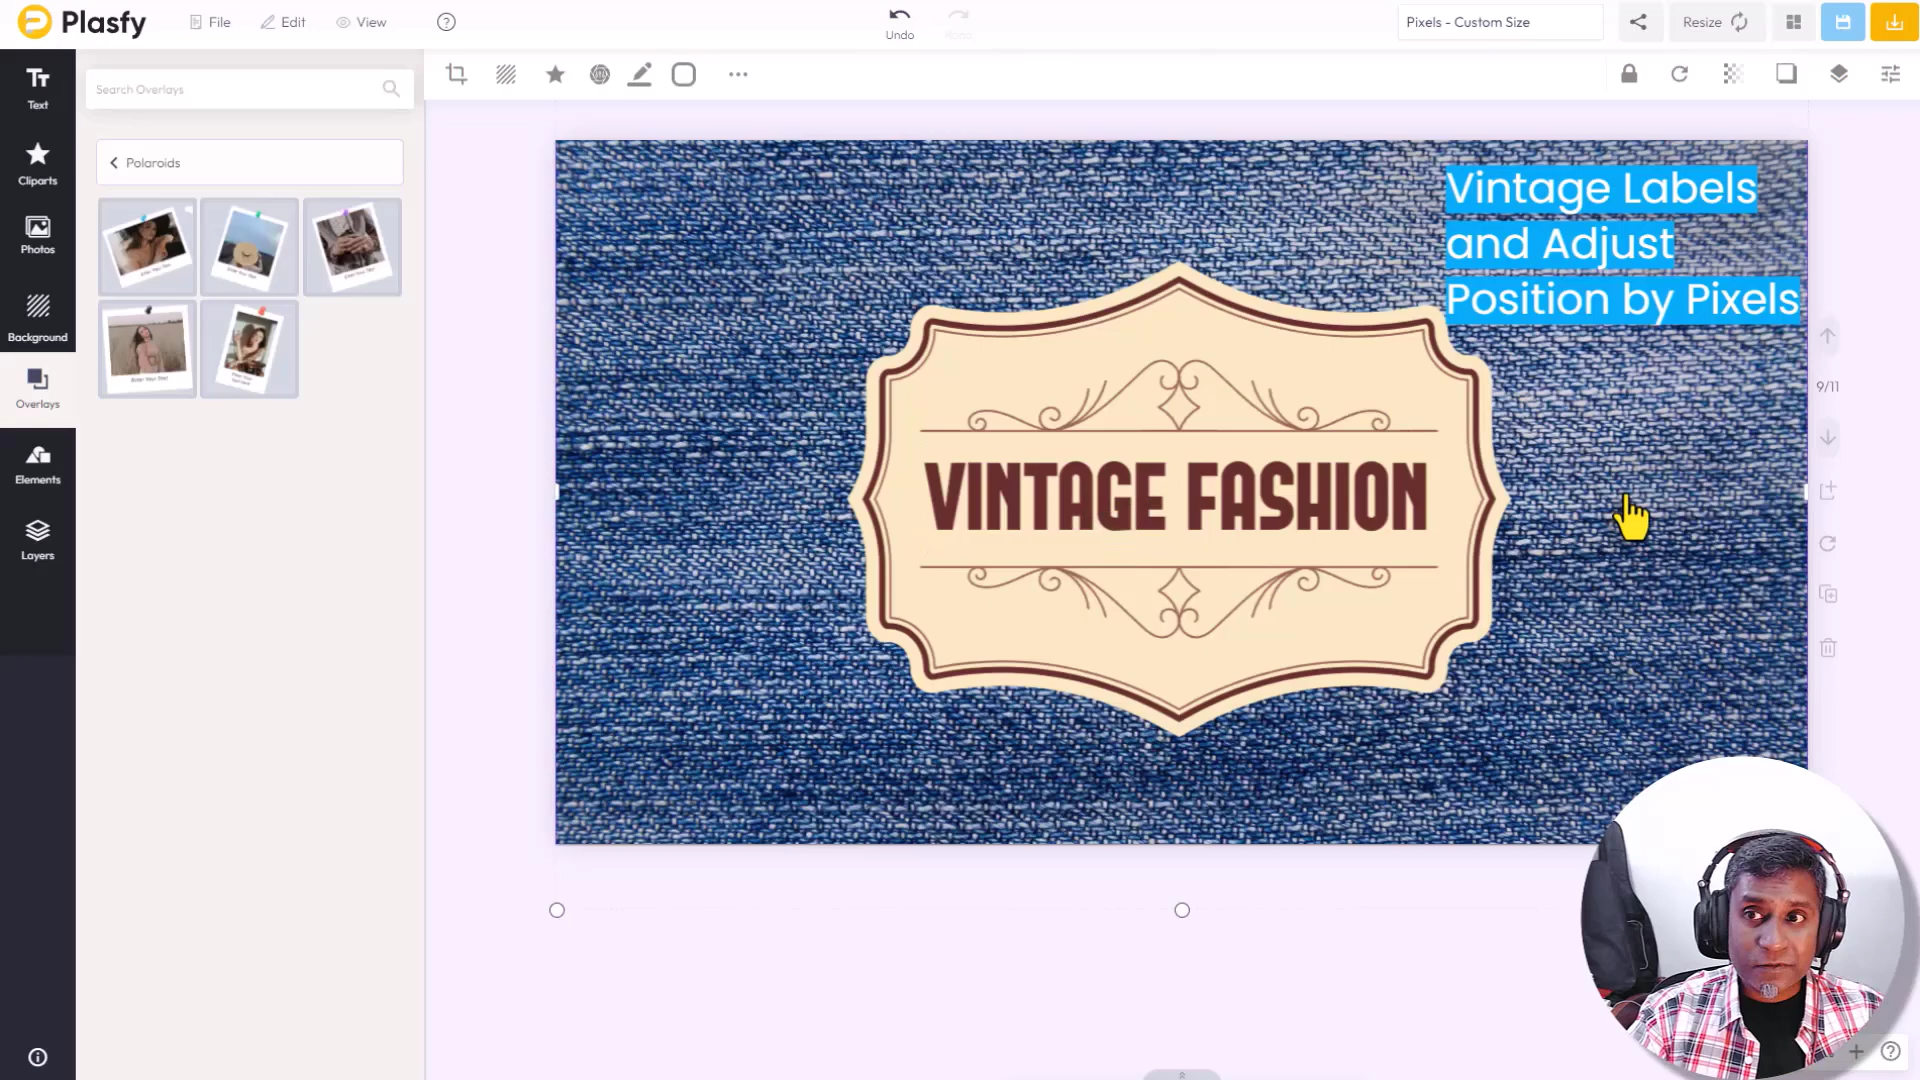 Plasfy
File
Edit
View
Undo
Redo
Pixels - Custom Size
Resize
Text
Cliparts
Photos
Background
Overlays
Elements
Layers
Search Overlays
Polaroids
Vintage Labels
and Adjust
Position by Pixels
VINTAGE FASHION
9/11